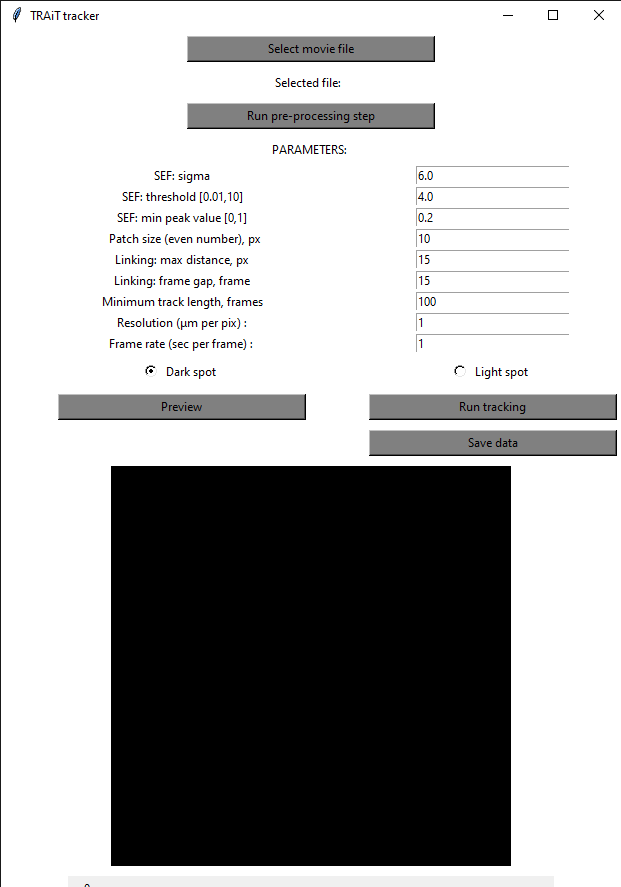 TRAiT tracker
Select movie file
Selected file:
Run pre-processing step
PARAMETERS:
SEF: sigma 6.0
SEF: threshold [0.01,10] 4.0
SEF: min peak value [0,1] 0.2
Patch size (even number), px 10
Linking: max distance, px 15
Linking: frame gap, frame 15
Minimum track length, frames 100
Resolution (μm per pix) : 1
Frame rate (sec per frame) : 1
Dark spot Light spot
Preview Run tracking
Save data